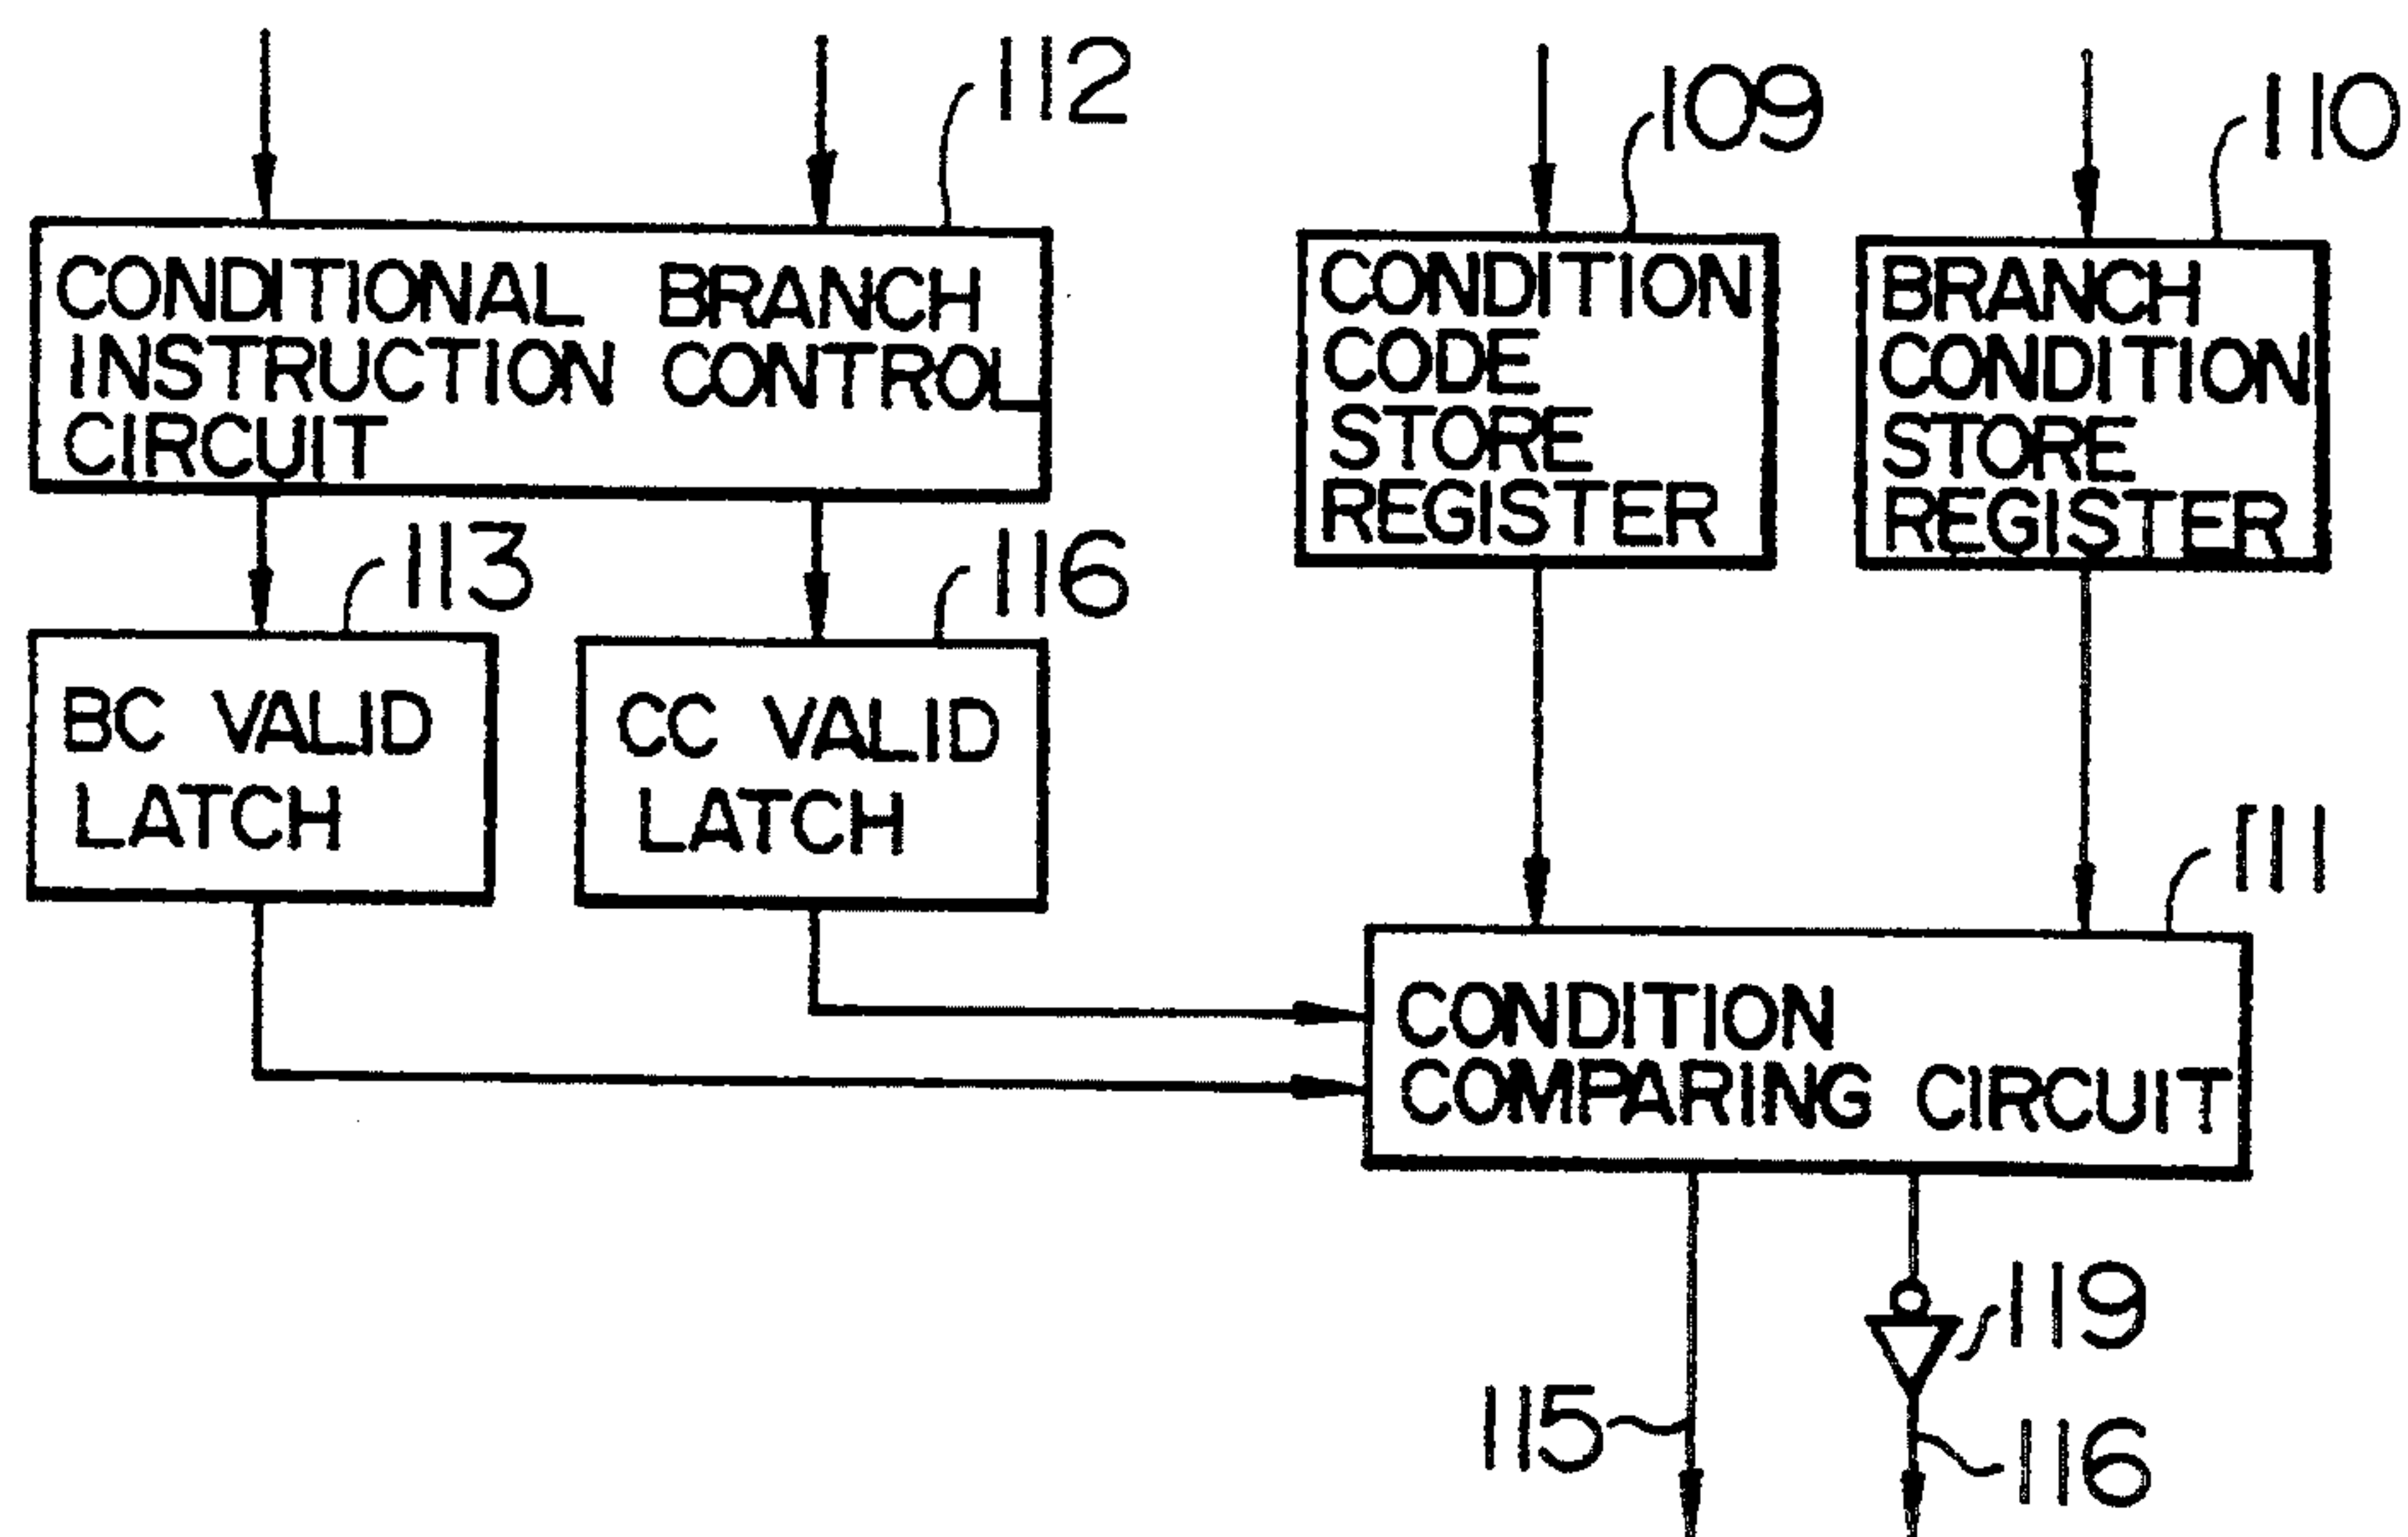 112
109
110
CONDITIONAL BRANCH
INSTRUCTION CONTROL
CIRCUIT
CONDITION
CODE
STORE
REGISTER
BRANCH
CONDITION
STORE
REGISTER
113
116
BC VALID
LATCH
CC VALID
LATCH
111
CONDITION
COMPARING CIRCUIT
119
115
116